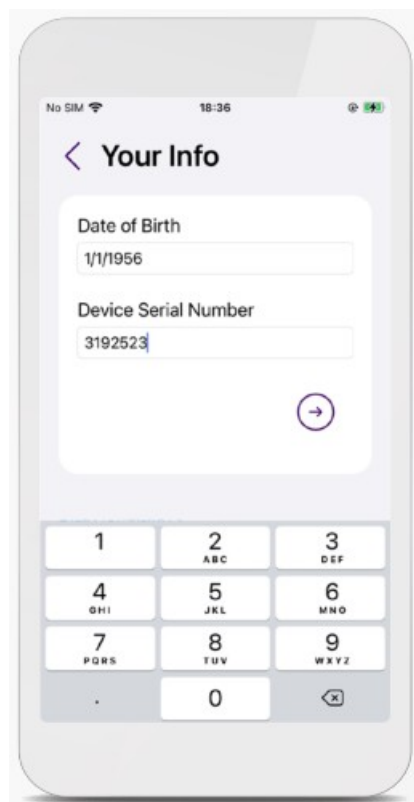 No SIM 18:36
Your Info
Date of Birth
1/1/1956
Device Serial Number
3192523
1 2 3
ABC DEF
4 5 6
GHI JKL MNO
7 8 9
PQRS TUV WXYZ
. 0